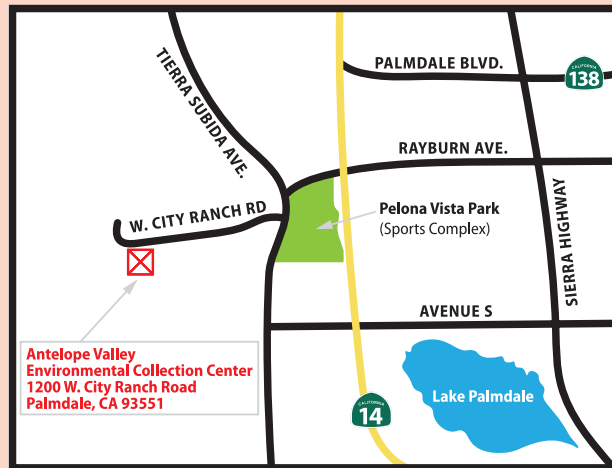 PALMDALE BLVD.
CALIFORNIA
138
TIERRA SUBIDA AVE.
RAYBURN AVE.
W. CITY RANCH RD
Pelona Vista Park
(Sports Complex)
SIERRA HIGHWAY
AVENUE S
Antelope Valley
Environmental Collection Center
1200 W. City Ranch Road
Palmdale, CA 93551
CALIFORNIA
14
Lake Palmdale